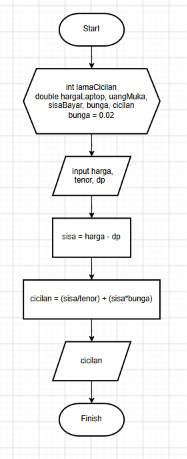 Start
int lamaCicilan
double hargaLaptop, uangMuka,
sisaBayar, bunga, cicilan
bunga = 0.02
input harga,
tenor, dp
sisa = harga - dp
cicilan = (sisa/tenor) + (sisa*bunga)
cicilan
Finish